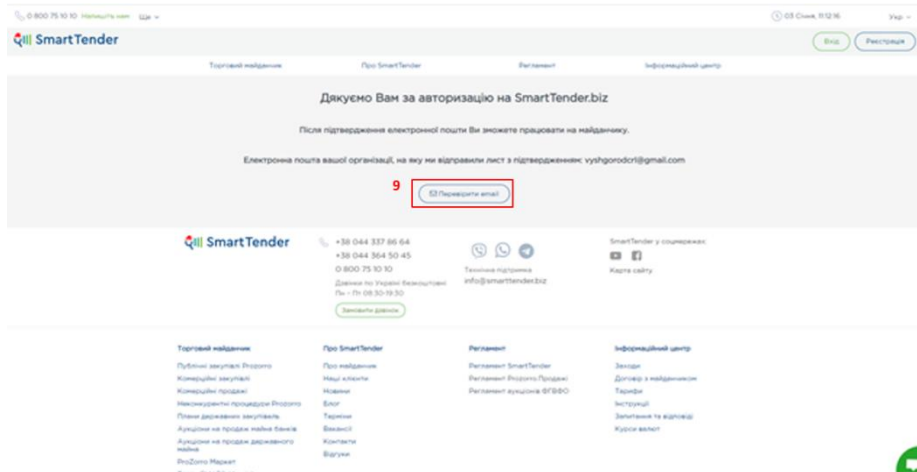 0 800 75 10 10 Напишіть нам Ще
03 Січня, 11:12:16 Укр
SmartTender
Вхід Реєстрація
Торговий майданчик Про SmartTender Регламент Інформаційний центр
Дякуємо Вам за авторизацію на SmartTender.biz
Після підтвердження електронної пошти Ви зможете працювати на майданчику.
Електронна пошта вашої організації, на яку ми відправили лист з підтвердженням: vyshgorodcrl@gmail.com
9
Перевірити email
SmartTender
+38 044 337 86 64
+38 044 364 50 45
0 800 75 10 10
Дзвінки по Україні безкоштовні
Пн - Пт 08:30-19:30
Замовити дзвінок
Технічна підтримка
info@smarttender.biz
SmartTender у соцмережах:
Карта сайту
Торговий майданчик
Публічні закупівлі Prozorro
Комерційні закупівлі
Комерційні продажі
Неконкурентні процедури Prozorro
Плани державних закупівель
Аукціони на продаж майна банків
Аукціони на продаж державного
майна
ProZorro Маркет
Про SmartTender
Про майданчик
Наші клієнти
Новини
Блог
Терміни
Вакансії
Контакти
Відгуки
Регламент
Регламент SmartTender
Регламент Prozorro.Продажі
Регламент аукціонів ФГВФО
Інформаційний центр
Заходи
Договір з майданчиком
Тарифи
Інструкції
Запитання та відповіді
Курси валют